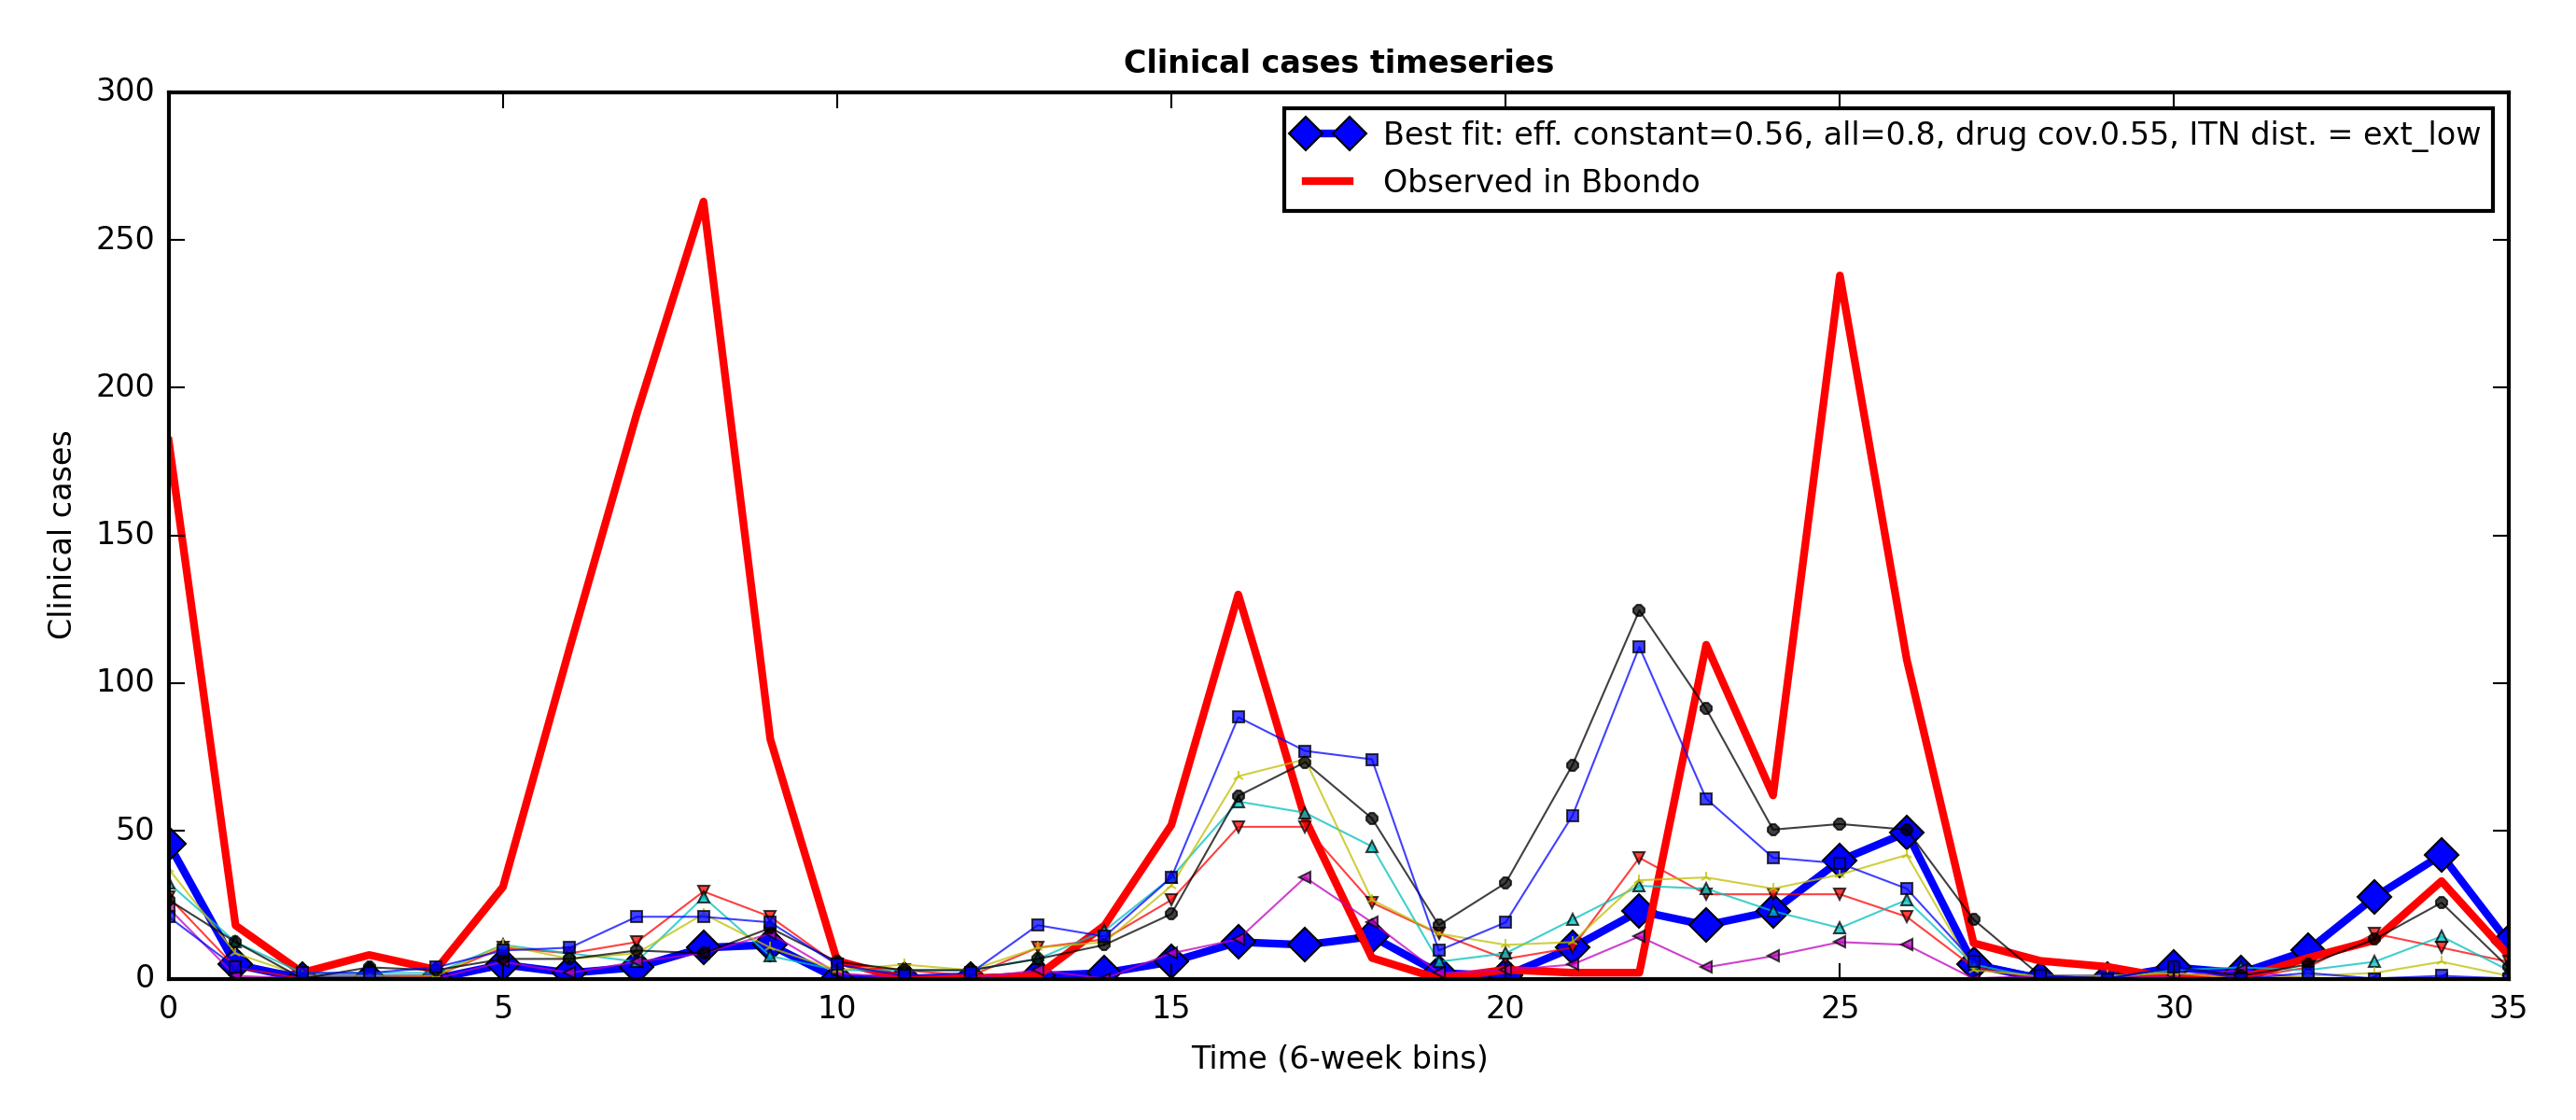 Clinical cases timeseries
Best fit: eff. constant=0.56, all=0.8, drug cov.0.55, ITN dist. = ext_low
Observed in Bbondo
300
250
200
150
100
50
0
Clinical cases
0 5 10 15 20 25 30 35
Time (6-week bins)